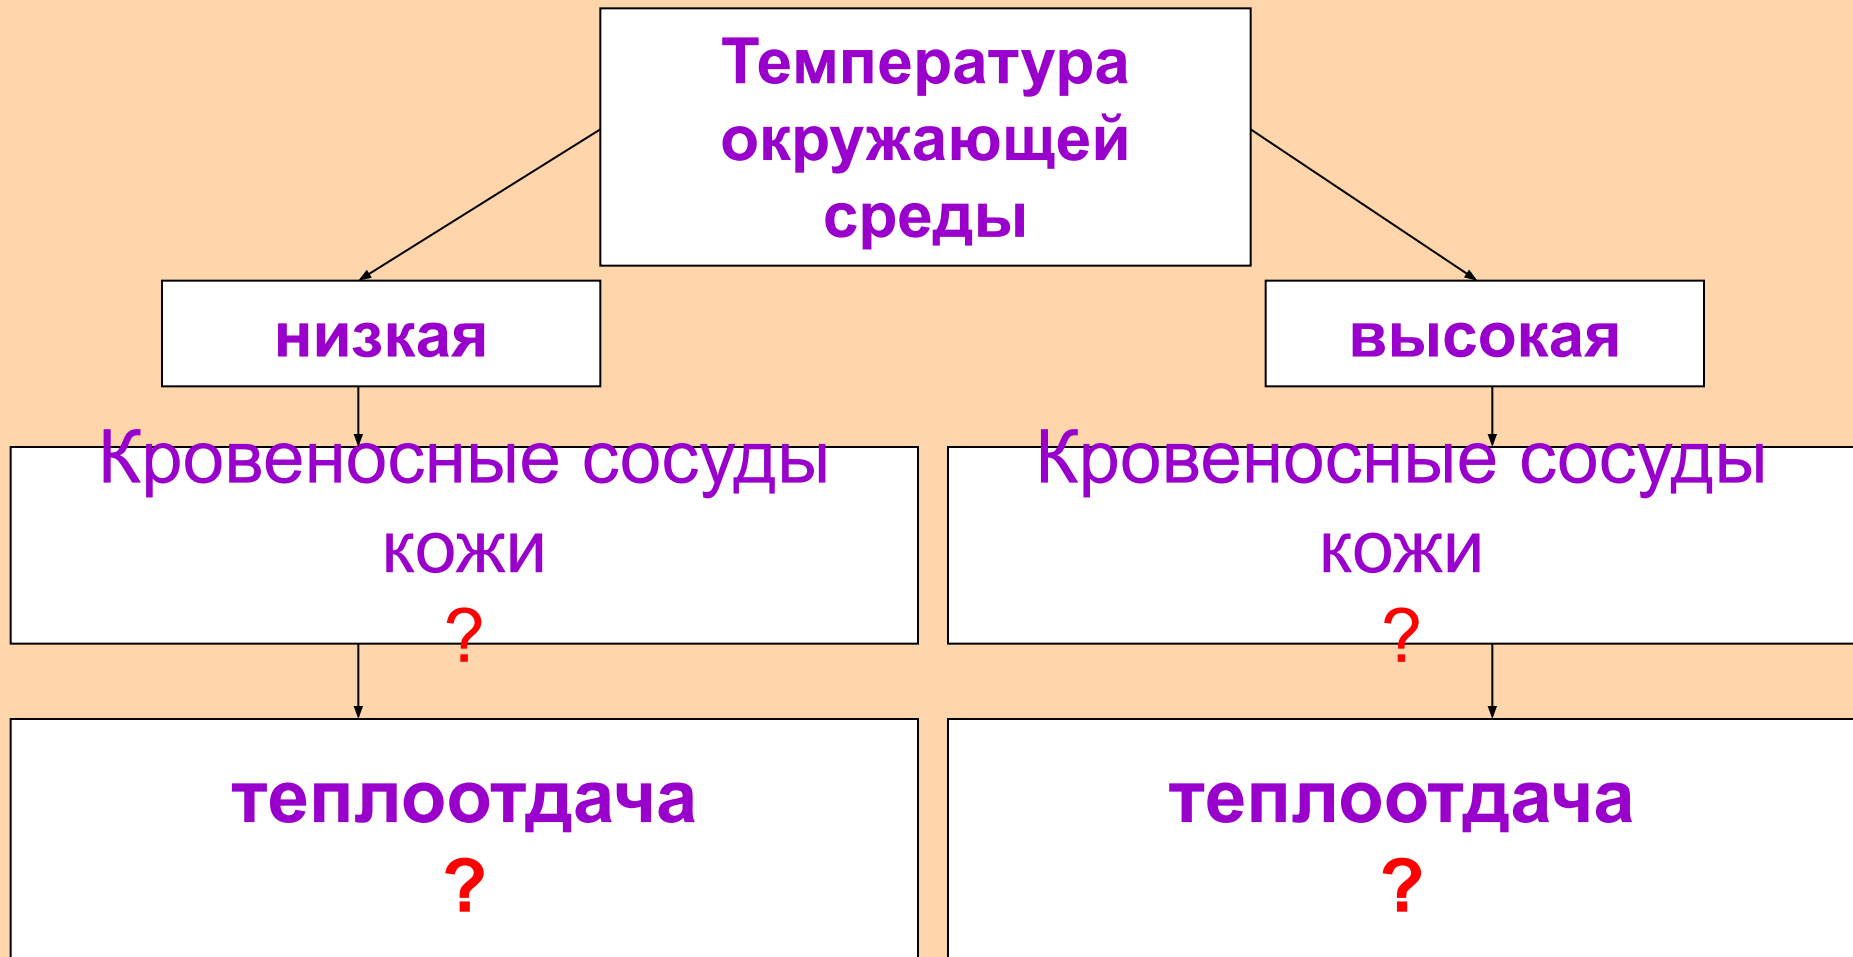 Температура
окружающей
среды
низкая
высокая
Кровеносные сосуды
кожи
?
Кровеносные сосуды
кожи
?
теплоотдача
?
теплоотдача
?